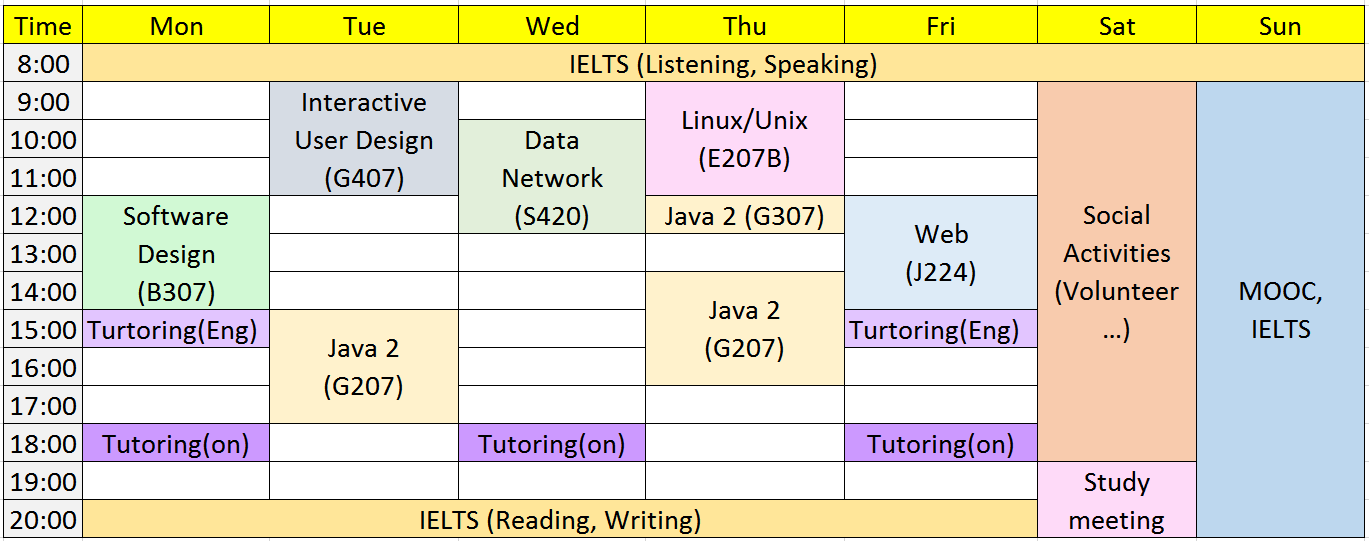 Time Mon Tue Wed Thu Fri Sat Sun
8:00 IELTS (Listening, Speaking)
9:00
10:00
11:00
12:00
13:00
14:00
15:00
16:00
17:00
18:00
19:00
20:00
Software
Design
(B307)
Turtoring(Eng)
Tutoring(on)
Interactive
User Design
(G407)
Java 2
(G207)
Data
Network
(S420)
Tutoring(on)
Linux/Unix
(E207B)
Java 2 (G307)
Java 2
(G207)
Web
(J224)
Turtoring(Eng)
Tutoring(on)
IELTS (Reading, Writing)
Social
Activities
(Volunteer
...)
Study
meeting
MOOC,
IELTS